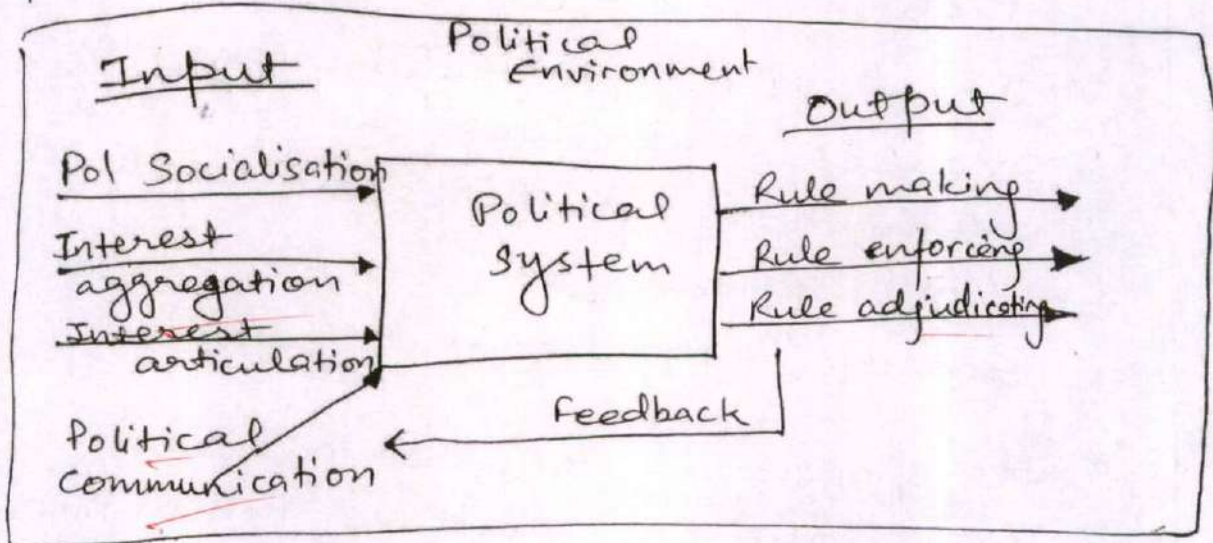 Political
Environment
Input
Output
Pol Socialisation
Interest
aggregation
Interest
articulation
Political
Communication
Political
System
Rule making
Rule enforcing
Rule adjudicating
Feedback